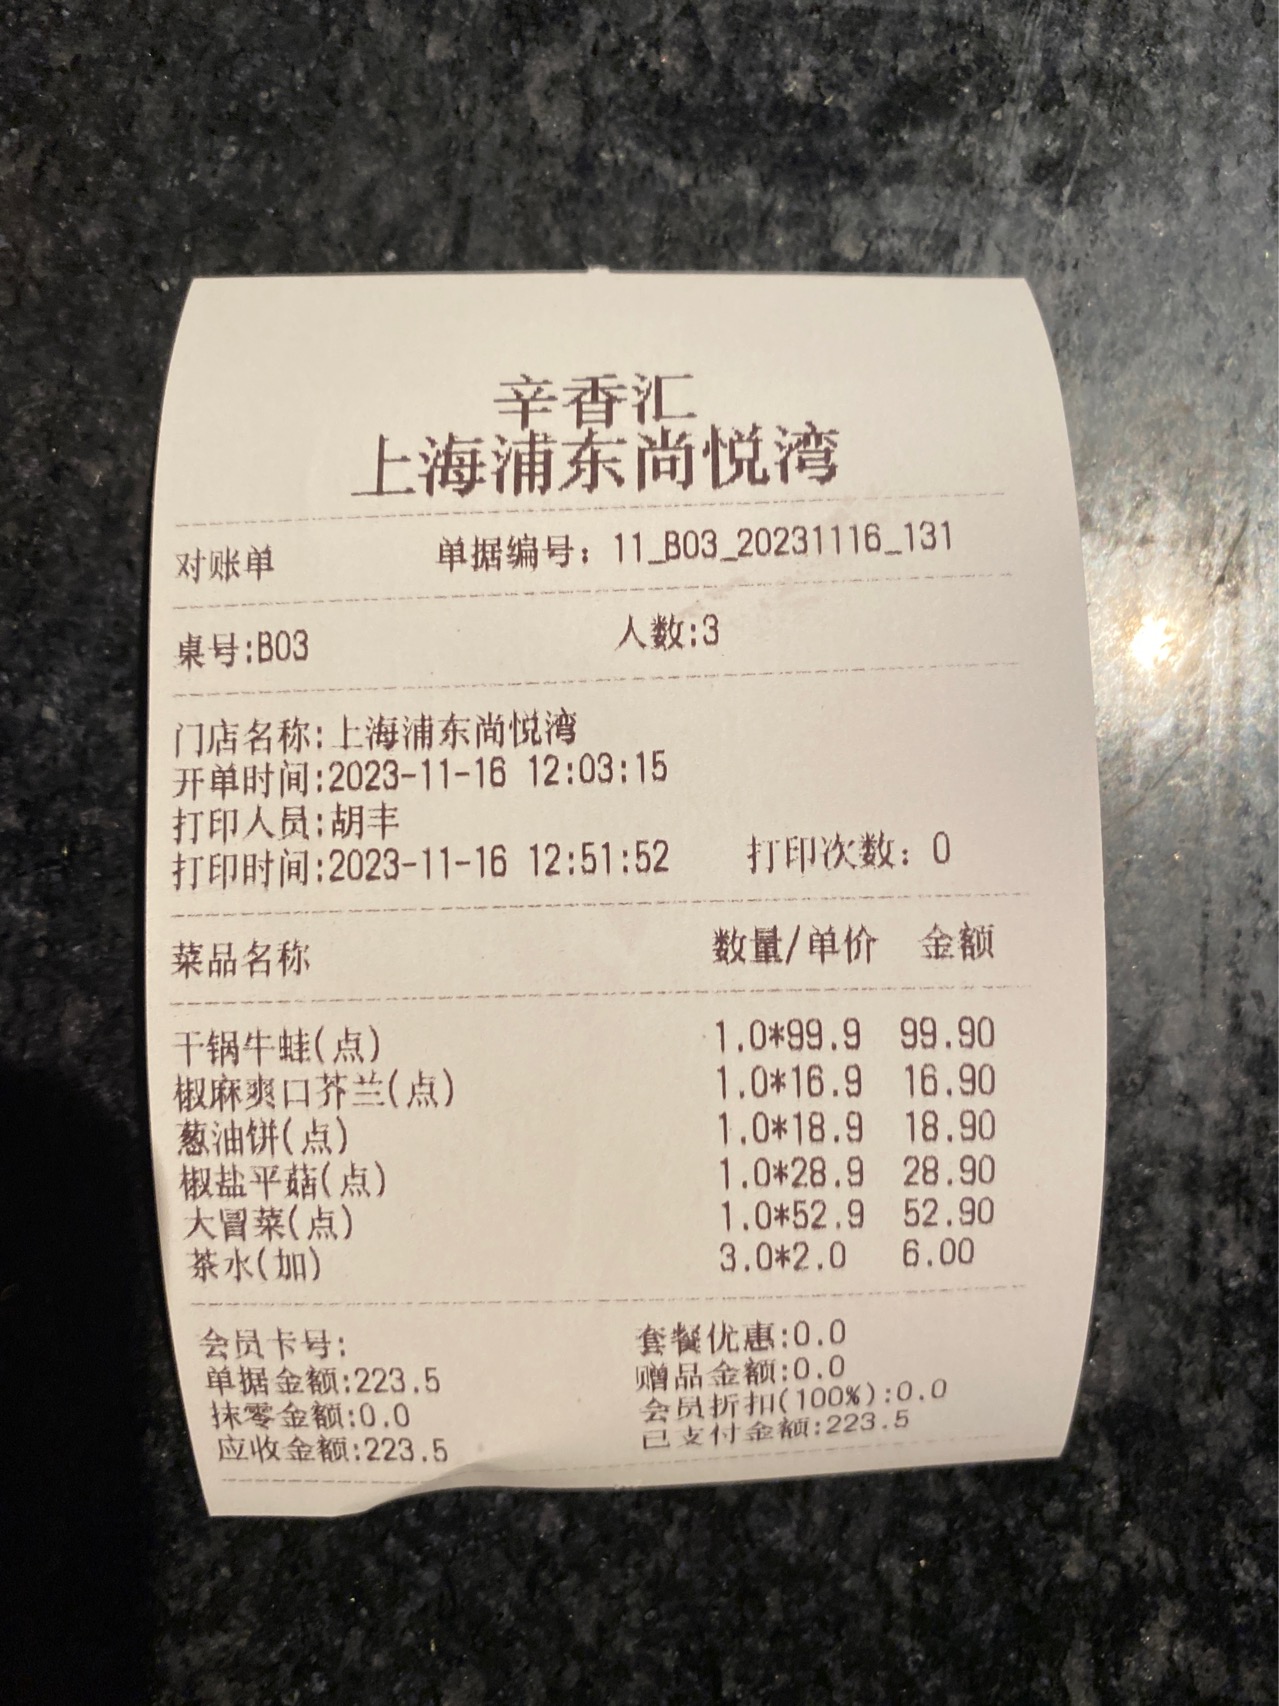 辛香汇
上海浦东尚悦湾
对账单 单据编号：11_B03_20231116_131
桌号:B03 人数:3
门店名称:上海浦东尚悦湾
开单时间:2023-11-16 12:03:15
打印人员:胡丰
打印时间:2023-11-16 12:51:52 打印次数：0
菜品名称 数量/单价 金额
干锅牛蛙(点) 1.0*99.9 99.90
椒麻爽口芥兰(点) 1.0*16.9 16.90
葱油饼(点) 1.0*18.9 18.90
椒盐平菇(点) 1.0*28.9 28.90
大冒菜(点) 1.0*52.9 52.90
茶水(加) 3.0*2.0 6.00
会员卡号: 套餐优惠:0.0
单据金额:223.5 赠品金额:0.0
抹零金额:0.0 会员折扣(100%):0.0
应收金额:223.5 已支付金额:223.5